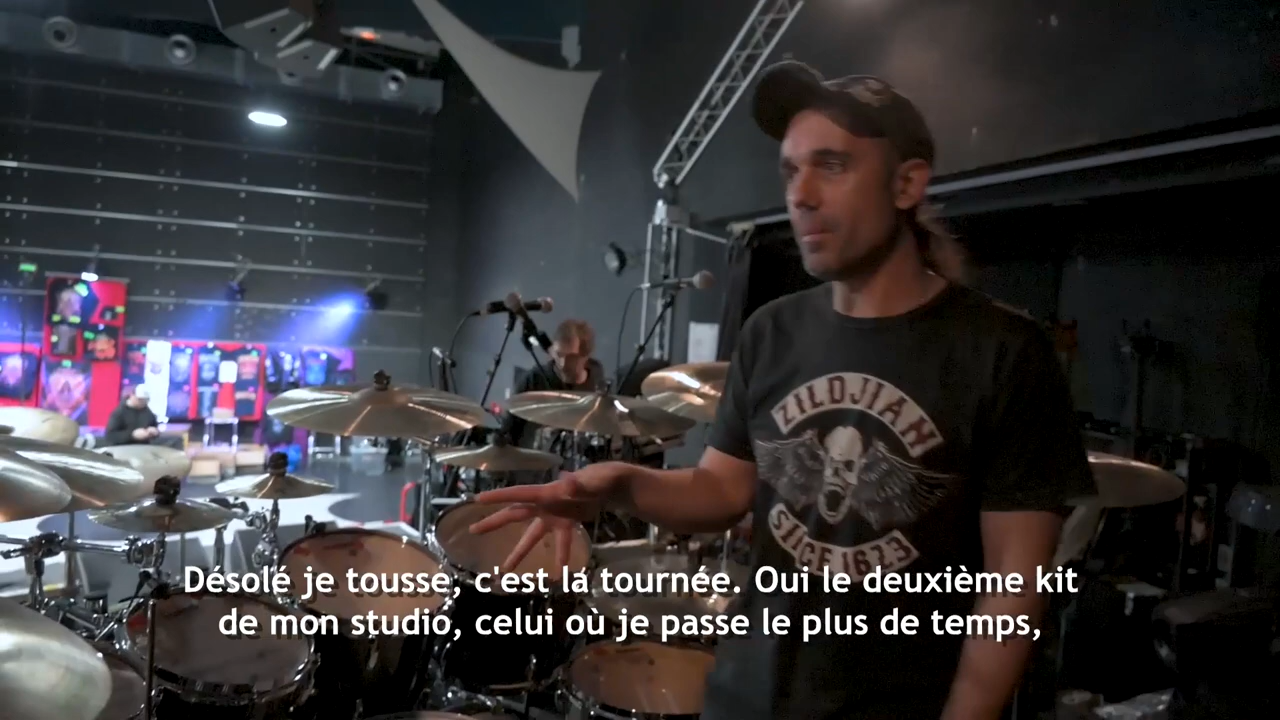 ZILDJIAN
SINCE 1623
Désolé je tousse, c'est la tournée. Oui le deuxième kit
de mon studio, celui où je passe le plus de temps,